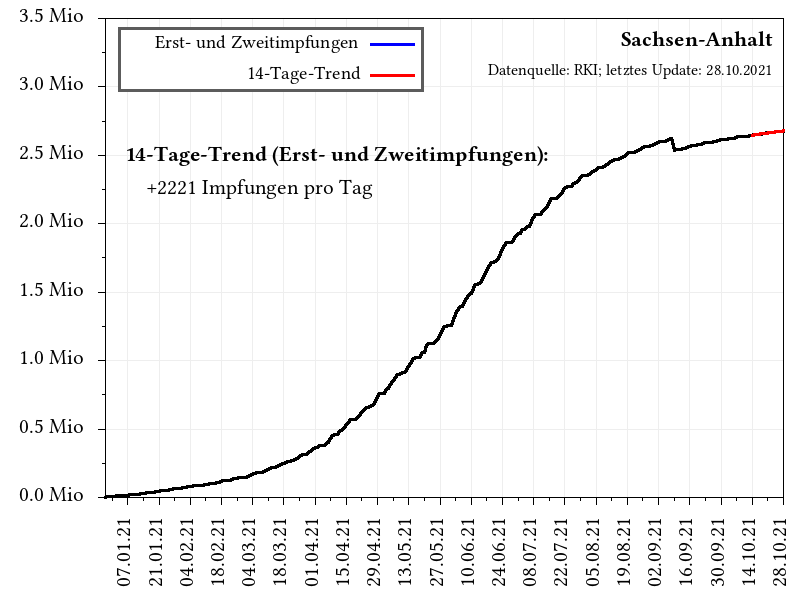 3.5 Mio
3.0 Mio
2.5 Mio
2.0 Mio
1.5 Mio
1.0 Mio
0.5 Mio
0.0 Mio
Erst- und Zweitimpfungen
14-Tage-Trend
Sachsen-Anhalt
Datenquelle: RKI; letztes Update: 28.10.2021
14-Tage-Trend (Erst- und Zweitimpfungen):
+2221 Impfungen pro Tag
07.01.21
21.01.21
04.02.21
18.02.21
04.03.21
18.03.21
01.04.21
15.04.21
29.04.21
13.05.21
27.05.21
10.06.21
24.06.21
08.07.21
22.07.21
05.08.21
19.08.21
02.09.21
16.09.21
30.09.21
14.10.21
28.10.21